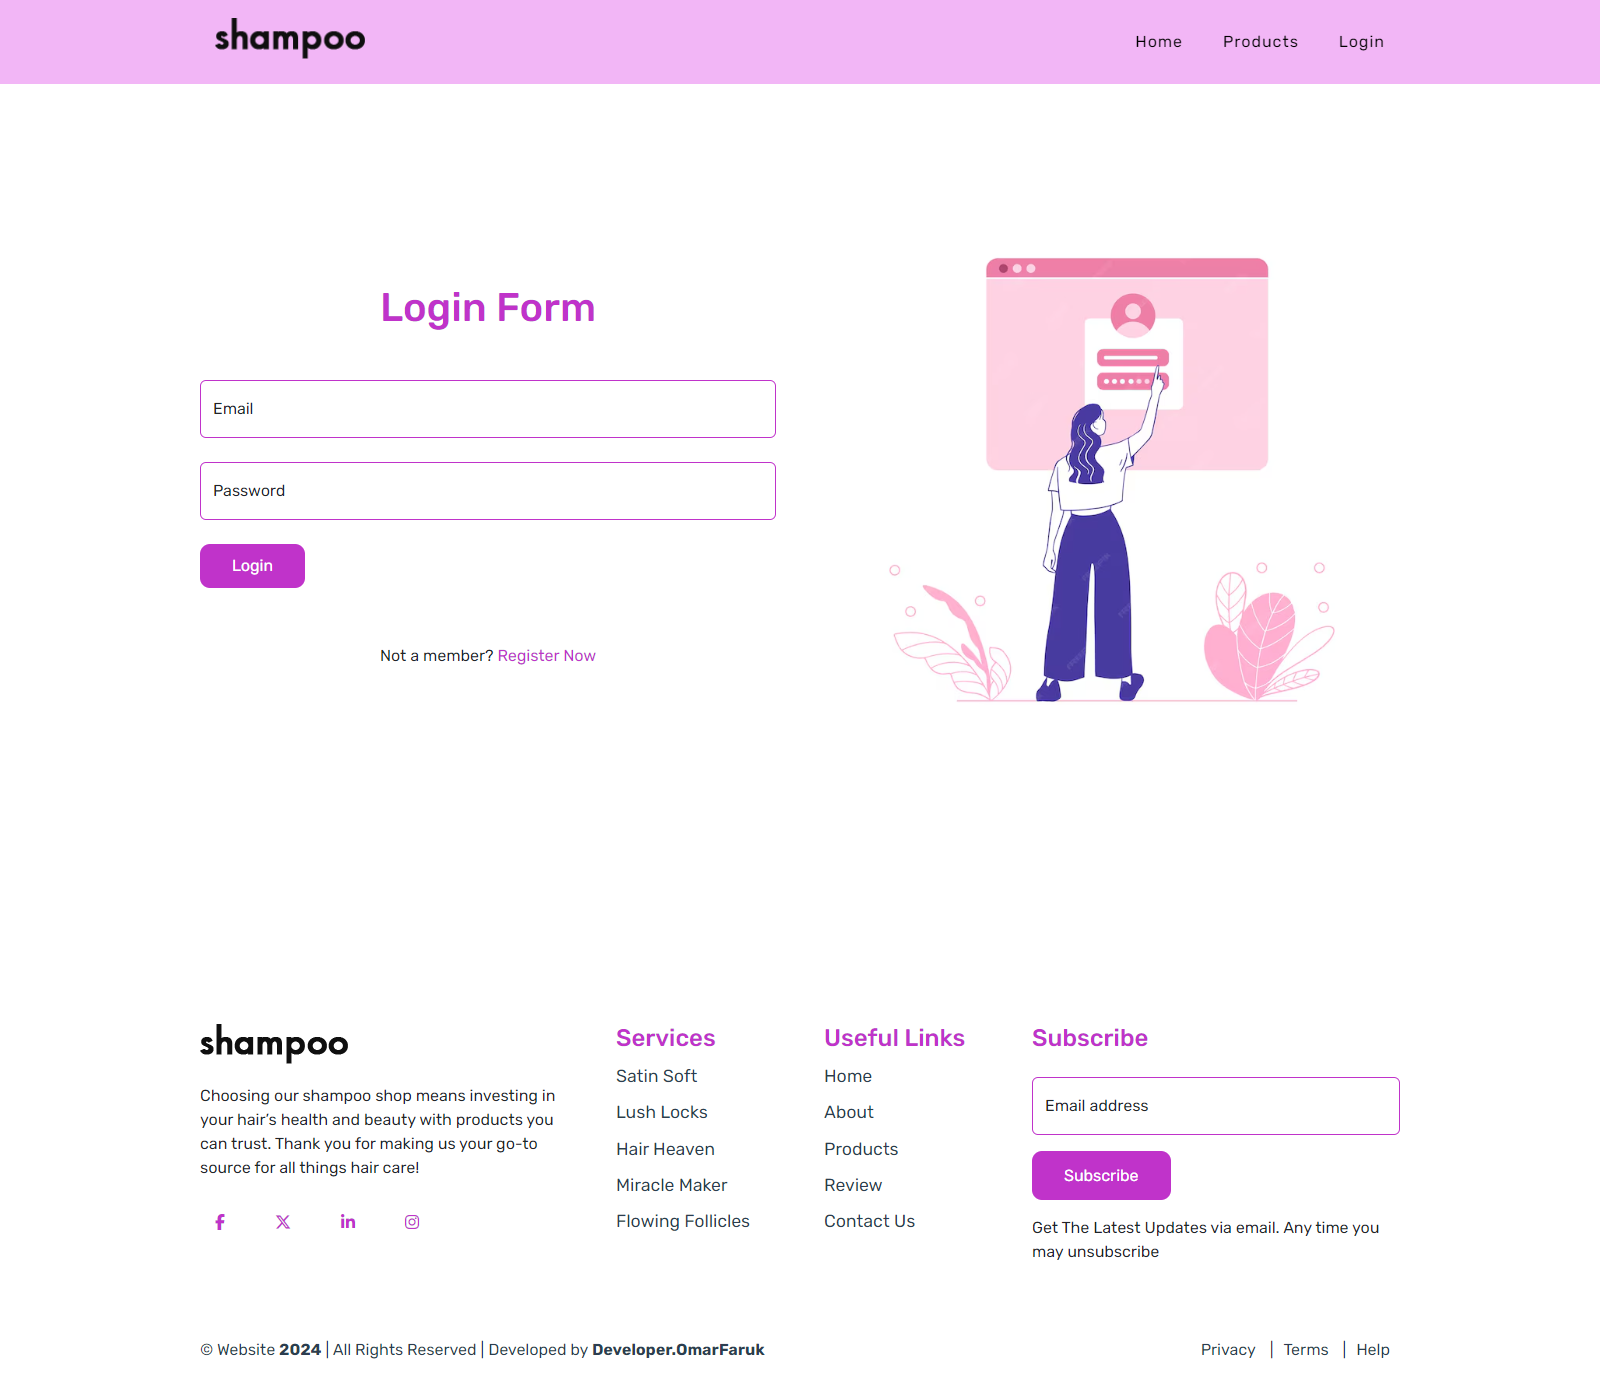 shampoo
Home Products Login
Login Form
Email
Password
Login
Not a member? Register Now
shampoo
Choosing our shampoo shop means investing in
your hair’s health and beauty with products you
can trust. Thank you for making us your go-to
source for all things hair care!
Services
Satin Soft
Lush Locks
Hair Heaven
Miracle Maker
Flowing Follicles
Useful Links
Home
About
Products
Review
Contact Us
Subscribe
Email address
Subscribe
Get The Latest Updates via email. Any time you
may unsubscribe
© Website 2024 | All Rights Reserved | Developed by Developer.OmarFaruk
Privacy | Terms | Help